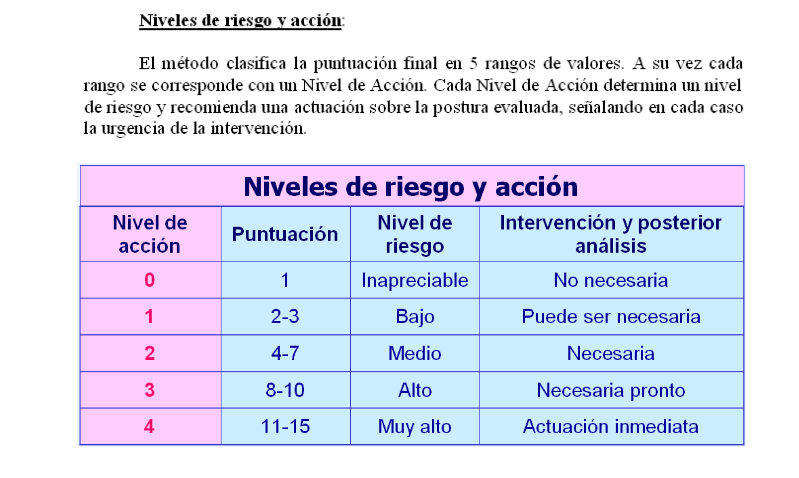 Niveles de riesgo y acción:
El método clasifica la puntuación final en 5 rangos de valores. A su vez cada
rango se corresponde con un Nivel de Acción. Cada Nivel de Acción determina un nivel
de riesgo y recomienda una actuación sobre la postura evaluada, señalando en cada caso
la urgencia de la intervención.
Niveles de riesgo y acción
Nivel de acción Puntuación Nivel de riesgo Intervención y posterior análisis
0 1 Inapreciable No necesaria
1 2-3 Bajo Puede ser necesaria
2 4-7 Medio Necesaria
3 8-10 Alto Necesaria pronto
4 11-15 Muy alto Actuación inmediata